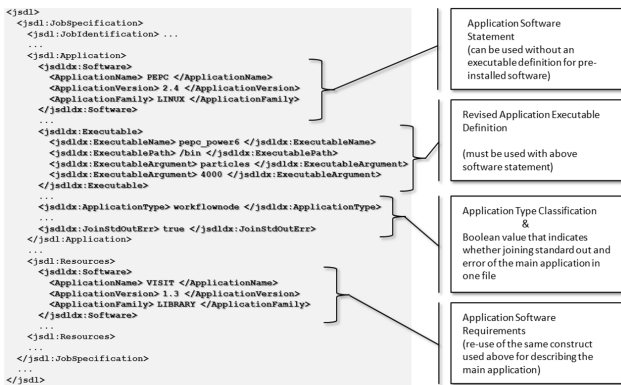 <jsdl>
<jsdl:JobSpecification>
<jsdl:JobIdentification> ...
...
<jsdl:Application>
<jsdldx:Software>
<ApplicationName> PEPC </ApplicationName>
<ApplicationVersion> 2.4 </ApplicationVersion>
<ApplicationFamily> LINUX </ApplicationFamily>
</jsdldx:Software>
...
<jsdldx:Executable>
<jsdldx:ExecutableName> pepc_power6 </jsdldx:ExecutableName>
<jsdldx:ExecutablePath> /bin </jsdldx:ExecutablePath>
<jsdldx:ExecutableArgument> particles </jsdldx:ExecutableArgument>
<jsdldx:ExecutableArgument> 4000 </jsdldx:ExecutableArgument>
</jsdldx:Executable>
...
<jsdldx:ApplicationType> workflownode </jsdldx:ApplicationType>
...
<jsdldx:JoinStdOutErr> true </jsdldx:JoinStdOutErr>
</jsdl:Application>
...
<jsdl:Resources>
<jsdldx:Software>
<ApplicationName> VISIT </ApplicationName>
<ApplicationVersion> 1.3 </ApplicationVersion>
<ApplicationFamily> LIBRARY </ApplicationFamily>
</jsdldx:Software>
...
<jsdl:Resources>
...
</jsdl:JobSpecification>
...
</jsdl>
Application Software
Statement
(can be used without an
executable definition for pre-
installed software)
Revised Application Executable
Definition
(must be used with above
software statement)
Application Type Classification
&
Boolean value that indicates
whether joining standard out and
error of the main application in
one file
Application Software
Requirements
(re-use of the same construct
used above for describing the
main application)